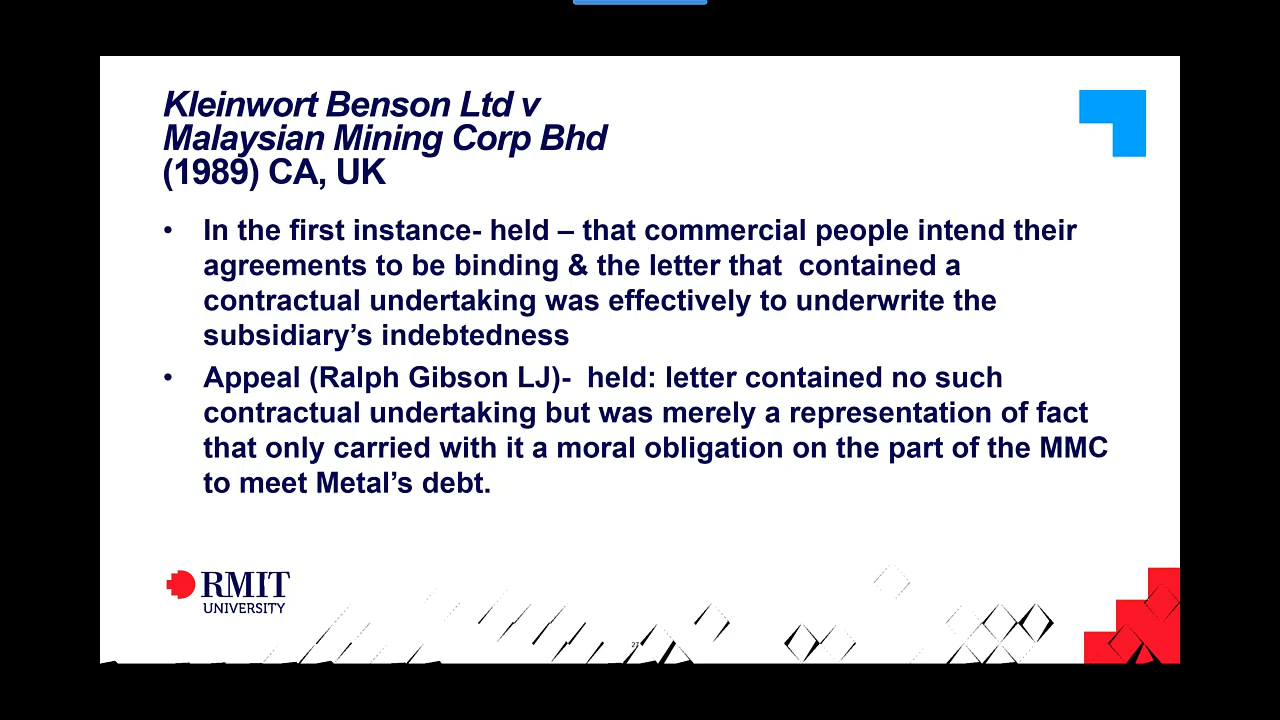 Kleinwort Benson Ltd v
Malaysian Mining Corp Bhd
(1989) CA, UK
• In the first instance- held – that commercial people intend their
agreements to be binding & the letter that contained a
contractual undertaking was effectively to underwrite the
subsidiary’s indebtedness
• Appeal (Ralph Gibson LJ)- held: letter contained no such
contractual undertaking but was merely a representation of fact
that only carried with it a moral obligation on the part of the MMC
to meet Metal’s debt.
RMIT
UNIVERSITY
27